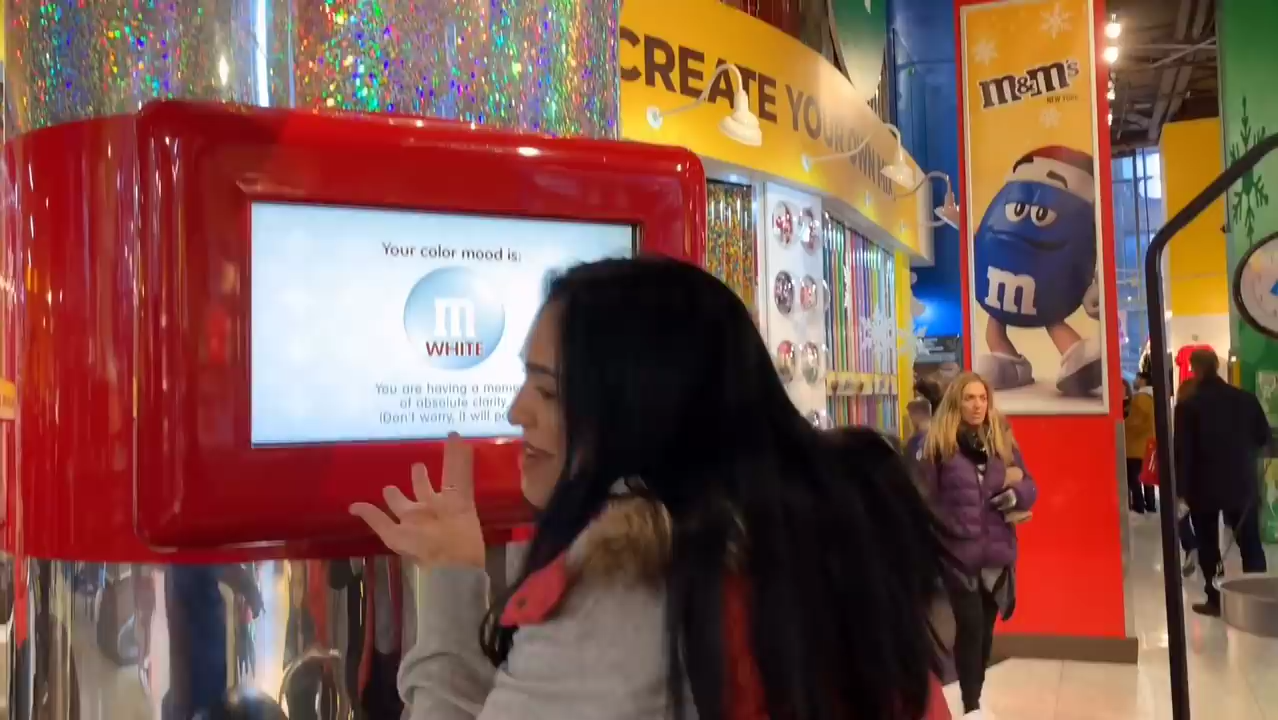 CREATE YOUR OWN MIX
m&m's
NEW YORK
m
Your color mood is:
m
WHITE
You are having a
of absolute clarity
(Don't worry, it will